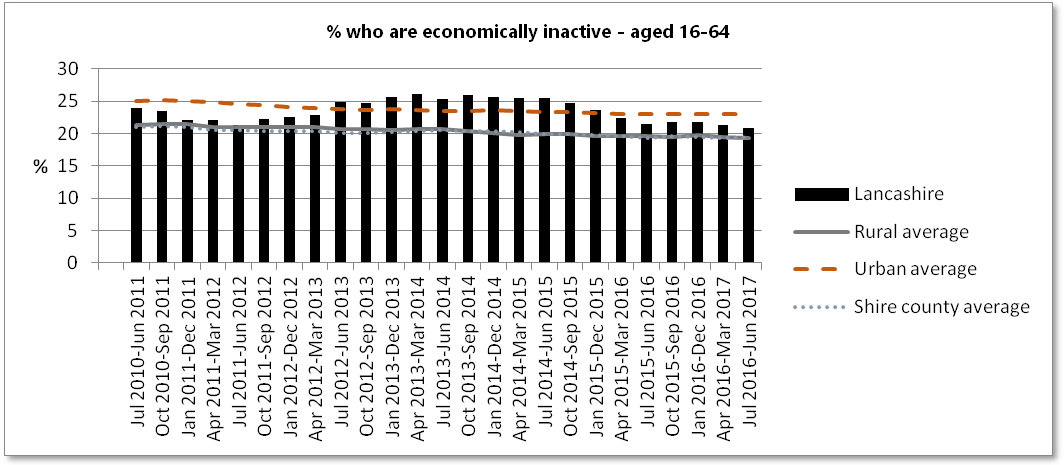 % who are economically inactive - aged 16-64
30
25
20
15
10
5
0
%
Jul 2010-Jun 2011
Oct 2010-Sep 2011
Jan 2011-Dec 2011
Apr 2011-Mar 2012
Jul 2011-Jun 2012
Oct 2011-Sep 2012
Jan 2012-Dec 2012
Apr 2012-Mar 2013
Jul 2012-Jun 2013
Oct 2012-Sep 2013
Jan 2013-Dec 2013
Apr 2013-Mar 2014
Jul 2013-Jun 2014
Oct 2013-Sep 2014
Jan 2014-Dec 2014
Apr 2014-Mar 2015
Jul 2014-Jun 2015
Oct 2014-Sep 2015
Jan 2015-Dec 2015
Apr 2015-Mar 2016
Jul 2015-Jun 2016
Oct 2015-Sep 2016
Jan 2016-Dec 2016
Apr 2016-Mar 2017
Jul 2016-Jun 2017
Lancashire
Rural average
Urban average
Shire county average